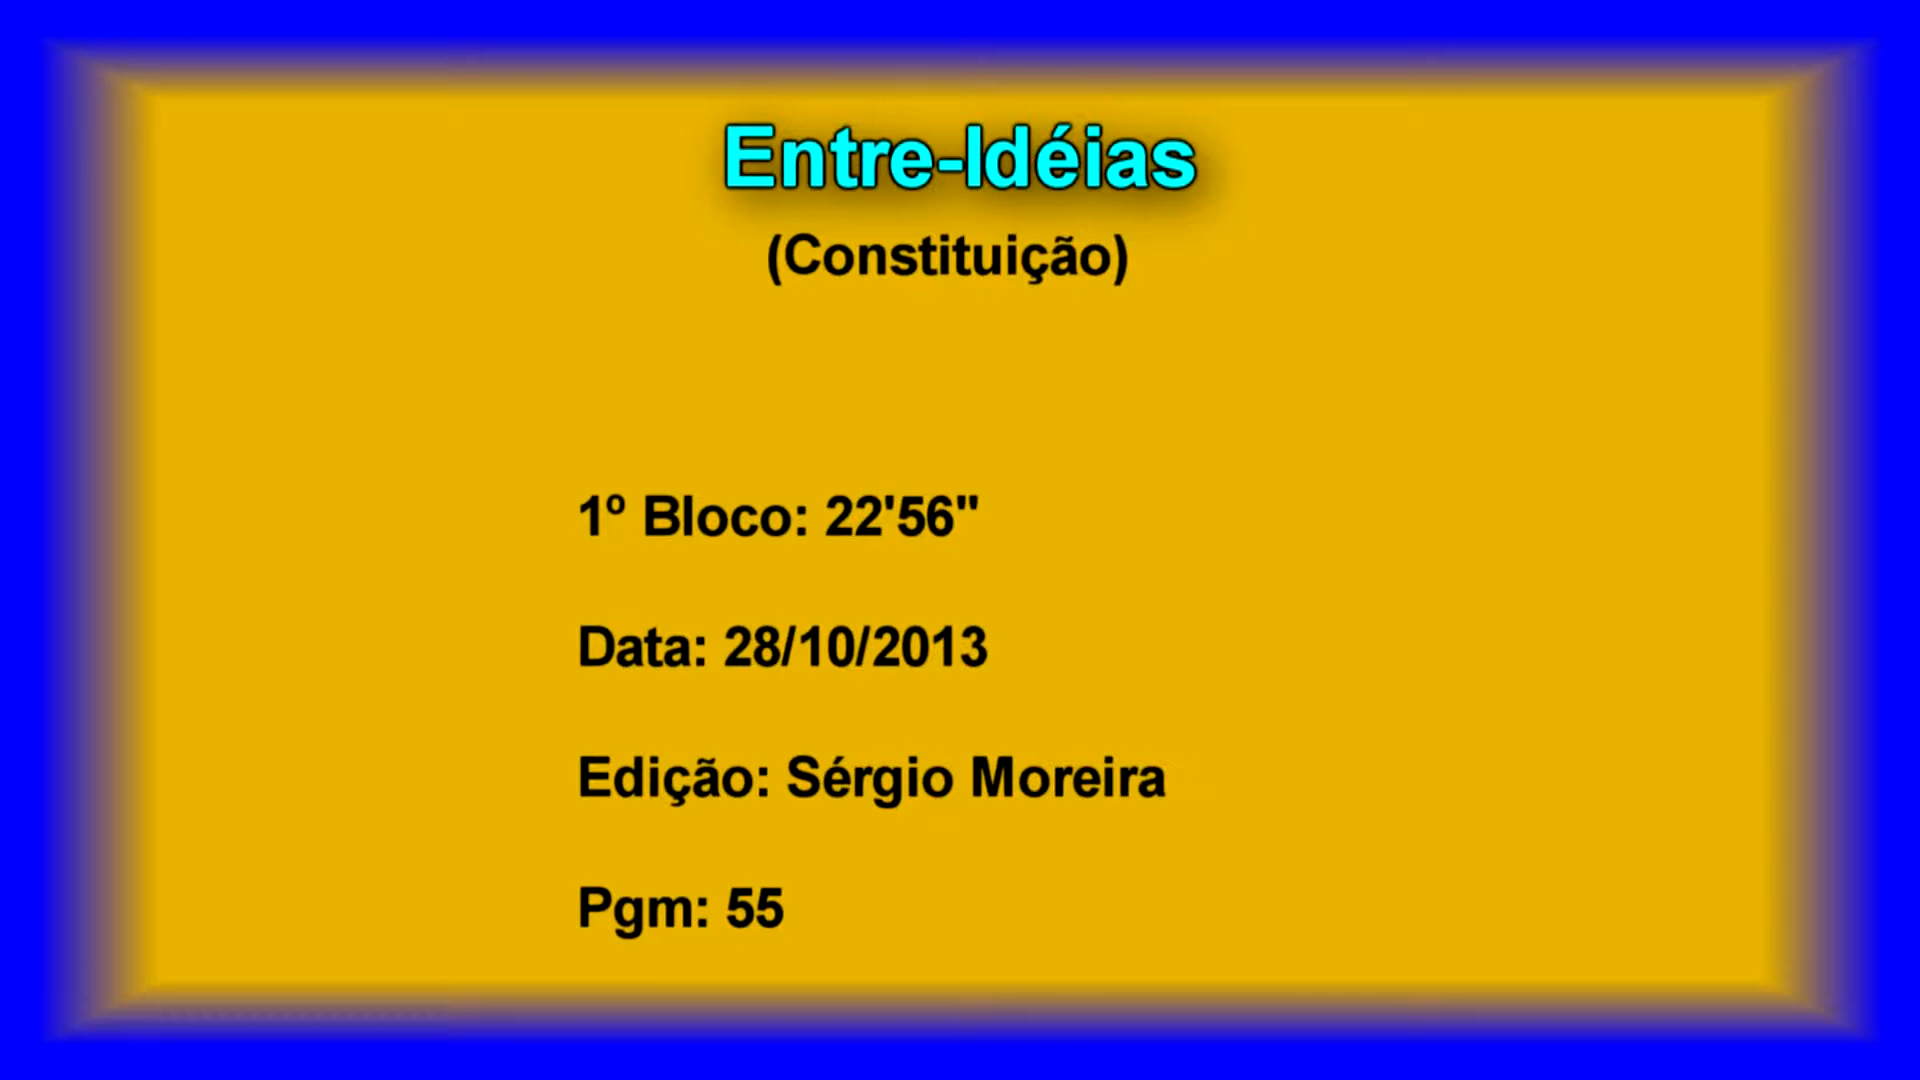 Entre-Idéias
(Constituição)
1º Bloco: 22'56"
Data: 28/10/2013
Edição: Sérgio Moreira
Pgm: 55